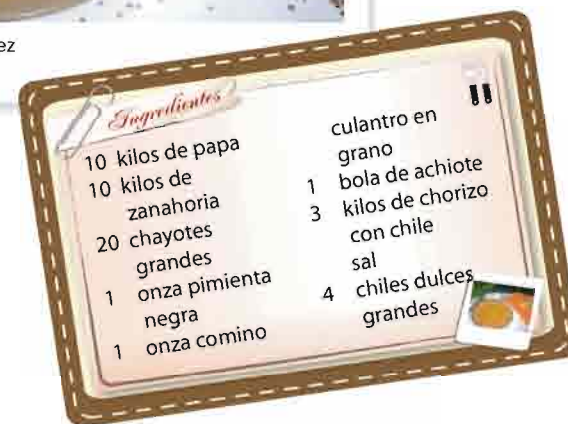 ez
Ingredientes
10 kilos de papa
10 kilos de
zanahoria
20 chayotes
grandes
1 onza pimienta
negra
1 onza comino
culantro en
grano
1 bola de achiote
3 kilos de chorizo
con chile
sal
4 chiles dulces
grandes